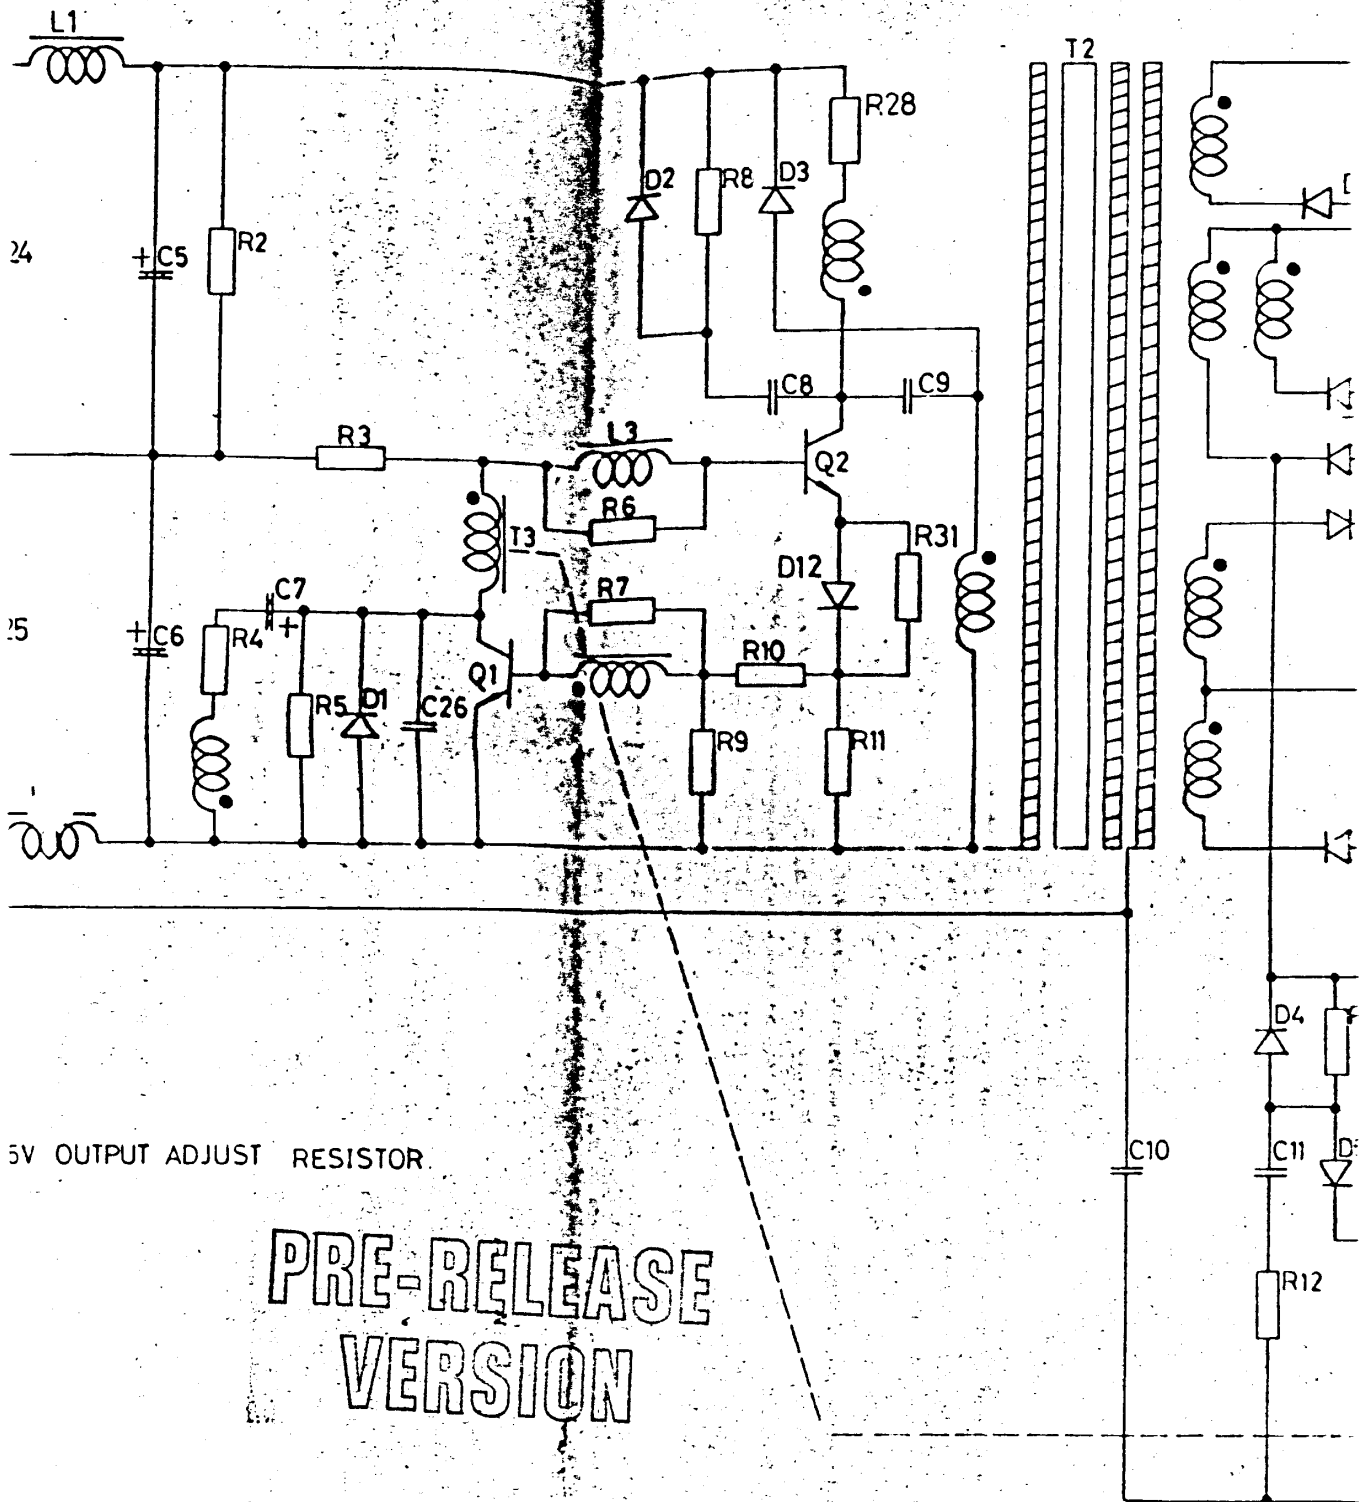 L1
T2
R28
D2
R8
D3
24
+ C5
R2
C8
C9
R3
L3
Q2
R6
R31
T3
D12
C7
R7
+
25
+ C6
R4
R10
Q1
R5
D1
C26
R9
R11
D4
5V OUTPUT ADJUST RESISTOR.
C10
C11
R12
PRE-RELEASE
VERSION